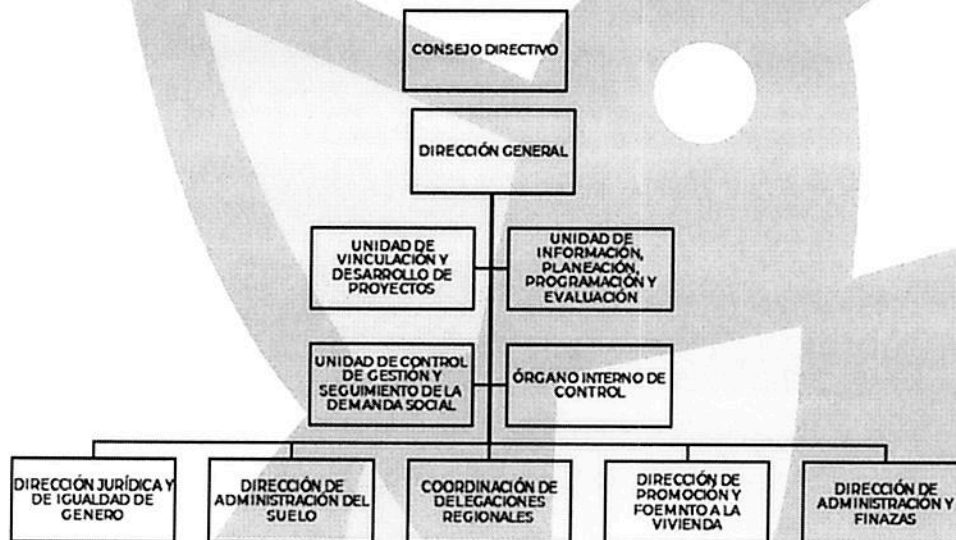 CONSEJO DIRECTIVO
DIRECCIÓN GENERAL
UNIDAD DE
VINCULACIÓN Y
DESARROLLO DE
PROYECTOS
UNIDAD DE
INFORMACIÓN,
PLANEACIÓN,
PROGRAMACIÓN Y
EVALUACIÓN
UNIDAD DE CONTROL
DE GESTIÓN Y
SEGUIMIENTO DE LA
DEMANDA SOCIAL
ÓRGANO INTERNO DE
CONTROL
DIRECCIÓN JURÍDICA Y
DE IGUALDAD DE
GENERO
DIRECCIÓN DE
ADMINISTRACIÓN DEL
SUELO
COORDINACIÓN DE
DELEGACIONES
REGIONALES
DIRECCIÓN DE
PROMOCIÓN Y
FOEMNTO A LA
VIVIENDA
DIRECCIÓN DE
ADMINISTRACIÓN Y
FINAZAS